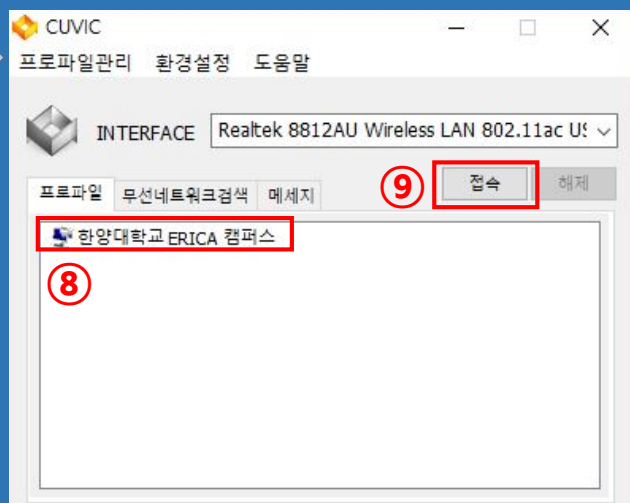 CUVIC
프로파일관리 환경설정 도움말
INTERFACE Realtek 8812AU Wireless LAN 802.11ac US
⑨ 접속 해제
프로파일 무선네트워크검색 메세지
한양대학교 ERICA 캠퍼스
⑧